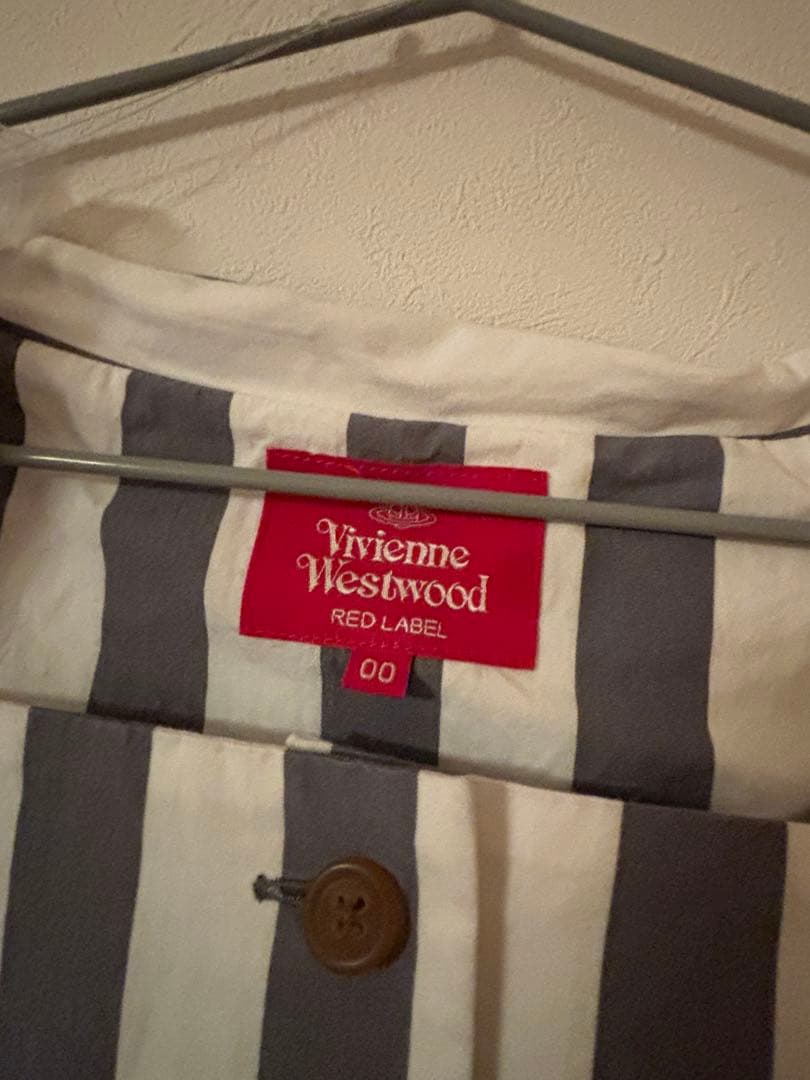 Vivienne
Westwood
RED LABEL
00